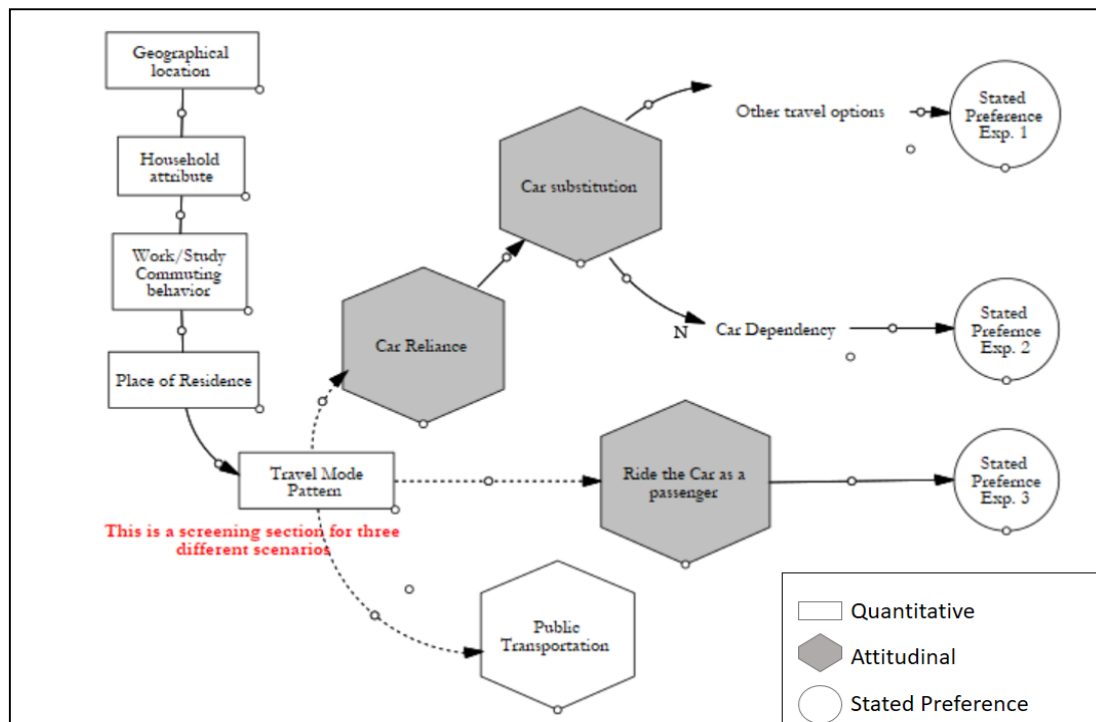 Geographical
location
Household
attribute
Work/Study
Commuting
behavior
Place of Residence
Travel Mode
Pattern
This is a screening section for three
different scenarios
Car Reliance
Car substitution
Other travel options
Stated
Preference
Exp. 1
N
Car Dependency
Stated
Prefernce
Exp. 2
Ride the Car as a
passenger
Stated
Prefernce
Exp. 3
Public
Transportation
Quantitative
Attitudinal
Stated Preference